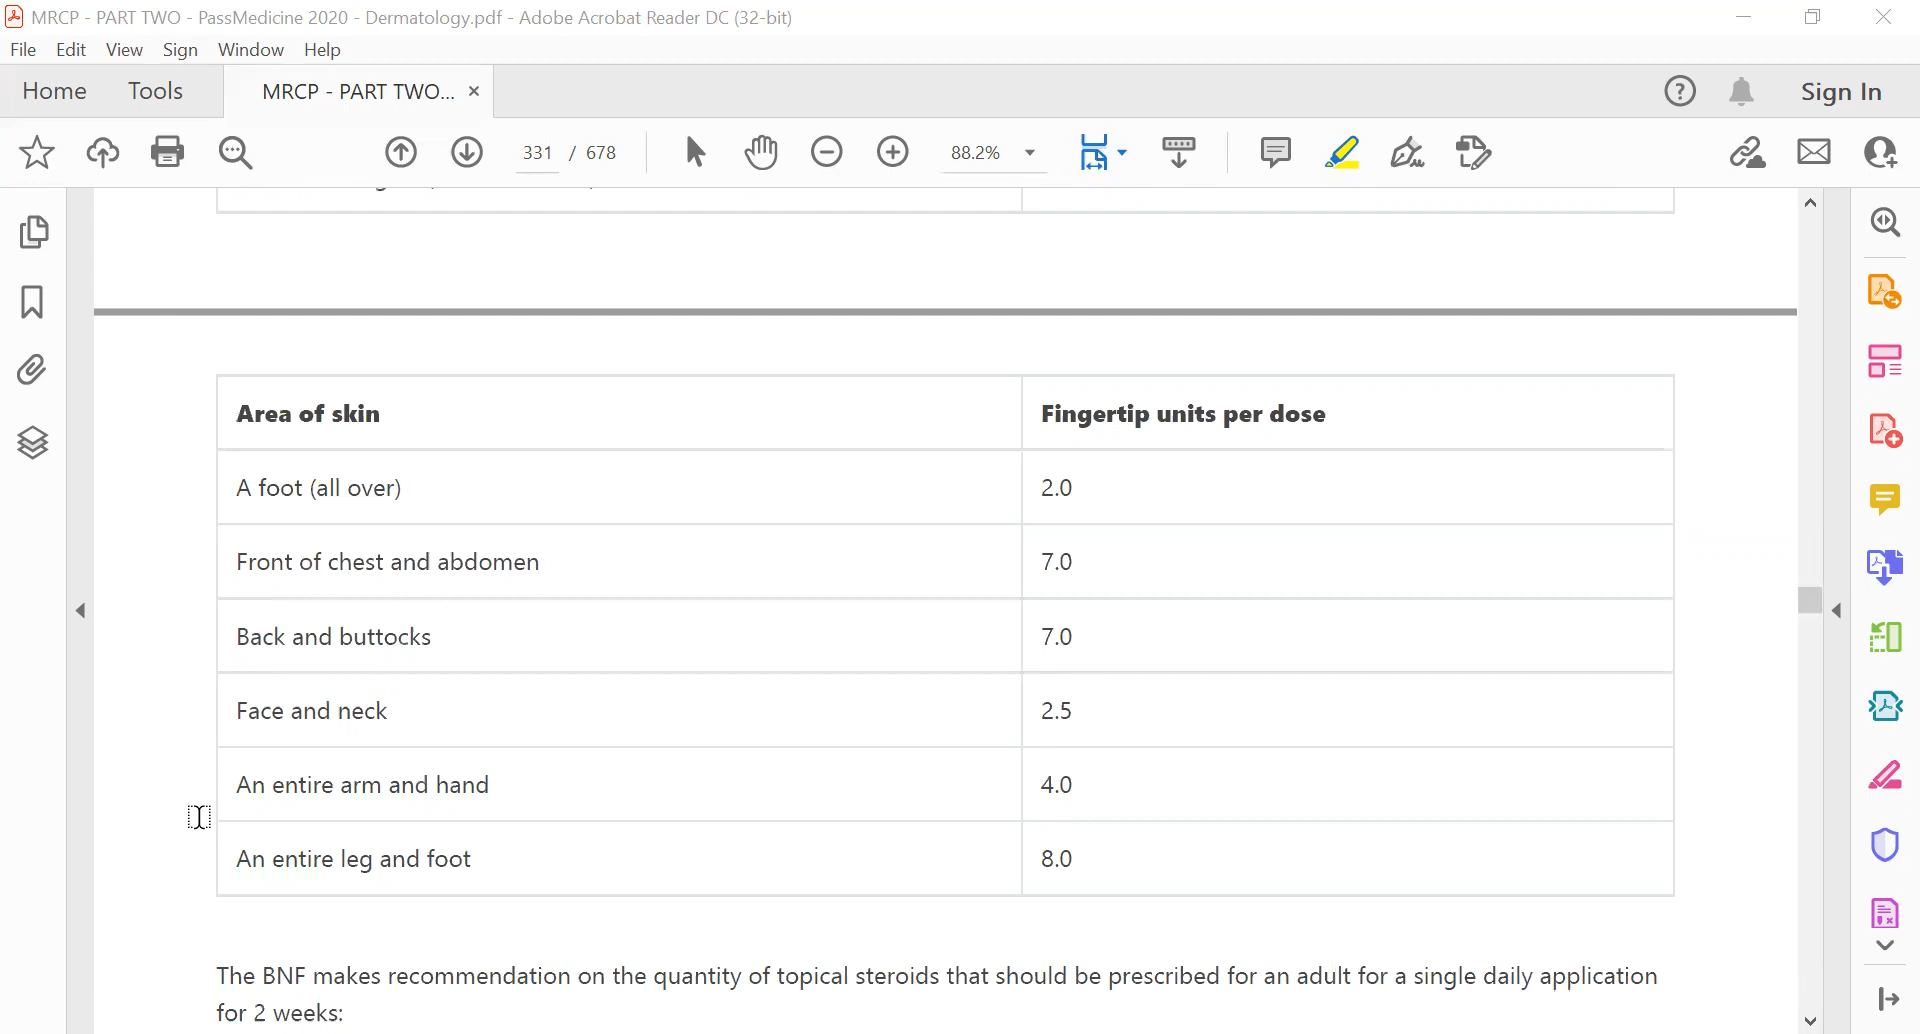 MRCP - PART TWO - PassMedicine 2020 - Dermatology.pdf - Adobe Acrobat Reader DC (32-bit)
File Edit View Sign Window Help
Home Tools MRCP - PART TWO... × Sign In
331 / 678 88.2%
Area of skin Fingertip units per dose
A foot (all over) 2.0
Front of chest and abdomen 7.0
Back and buttocks 7.0
Face and neck 2.5
An entire arm and hand 4.0
An entire leg and foot 8.0
The BNF makes recommendation on the quantity of topical steroids that should be prescribed for an adult for a single daily application
for 2 weeks: